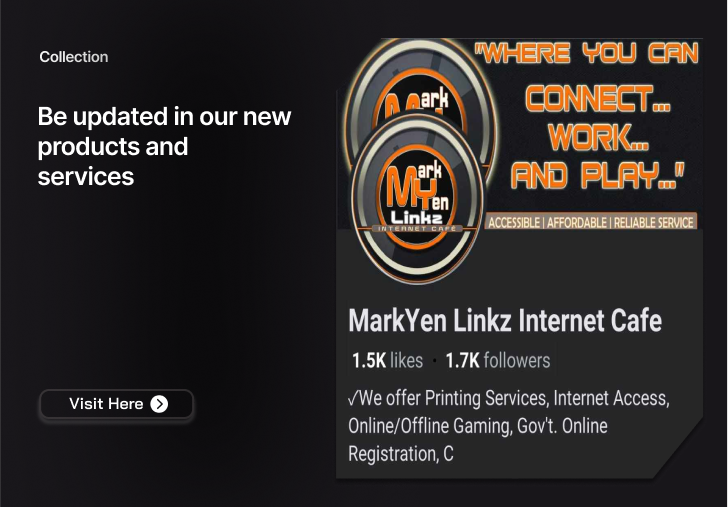 Collection
Be updated in our new
products and
services
Visit Here
"WHERE YOU CAN
CONNECT...
WORK...
AND PLAY..."
ACCESSIBLE | AFFORDABLE | RELIABLE SERVICE
Mark
Mark
Yen
Linkz
INTERNET CAFE
MarkYen Linkz Internet Cafe
1.5K likes · 1.7K followers
✓We offer Printing Services, Internet Access,
Online/Offline Gaming, Gov't. Online
Registration, C